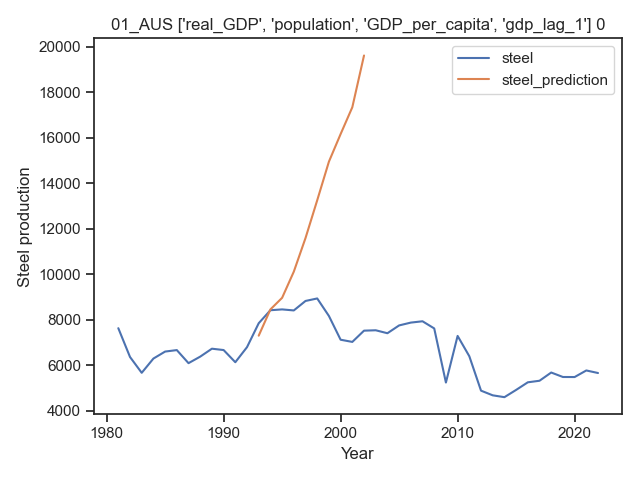 01_AUS ['real_GDP', 'population', 'GDP_per_capita', 'gdp_lag_1'] 0
steel
steel_prediction
Steel production
20000
18000
16000
14000
12000
10000
8000
6000
4000
1980
1990
2000
2010
2020
Year